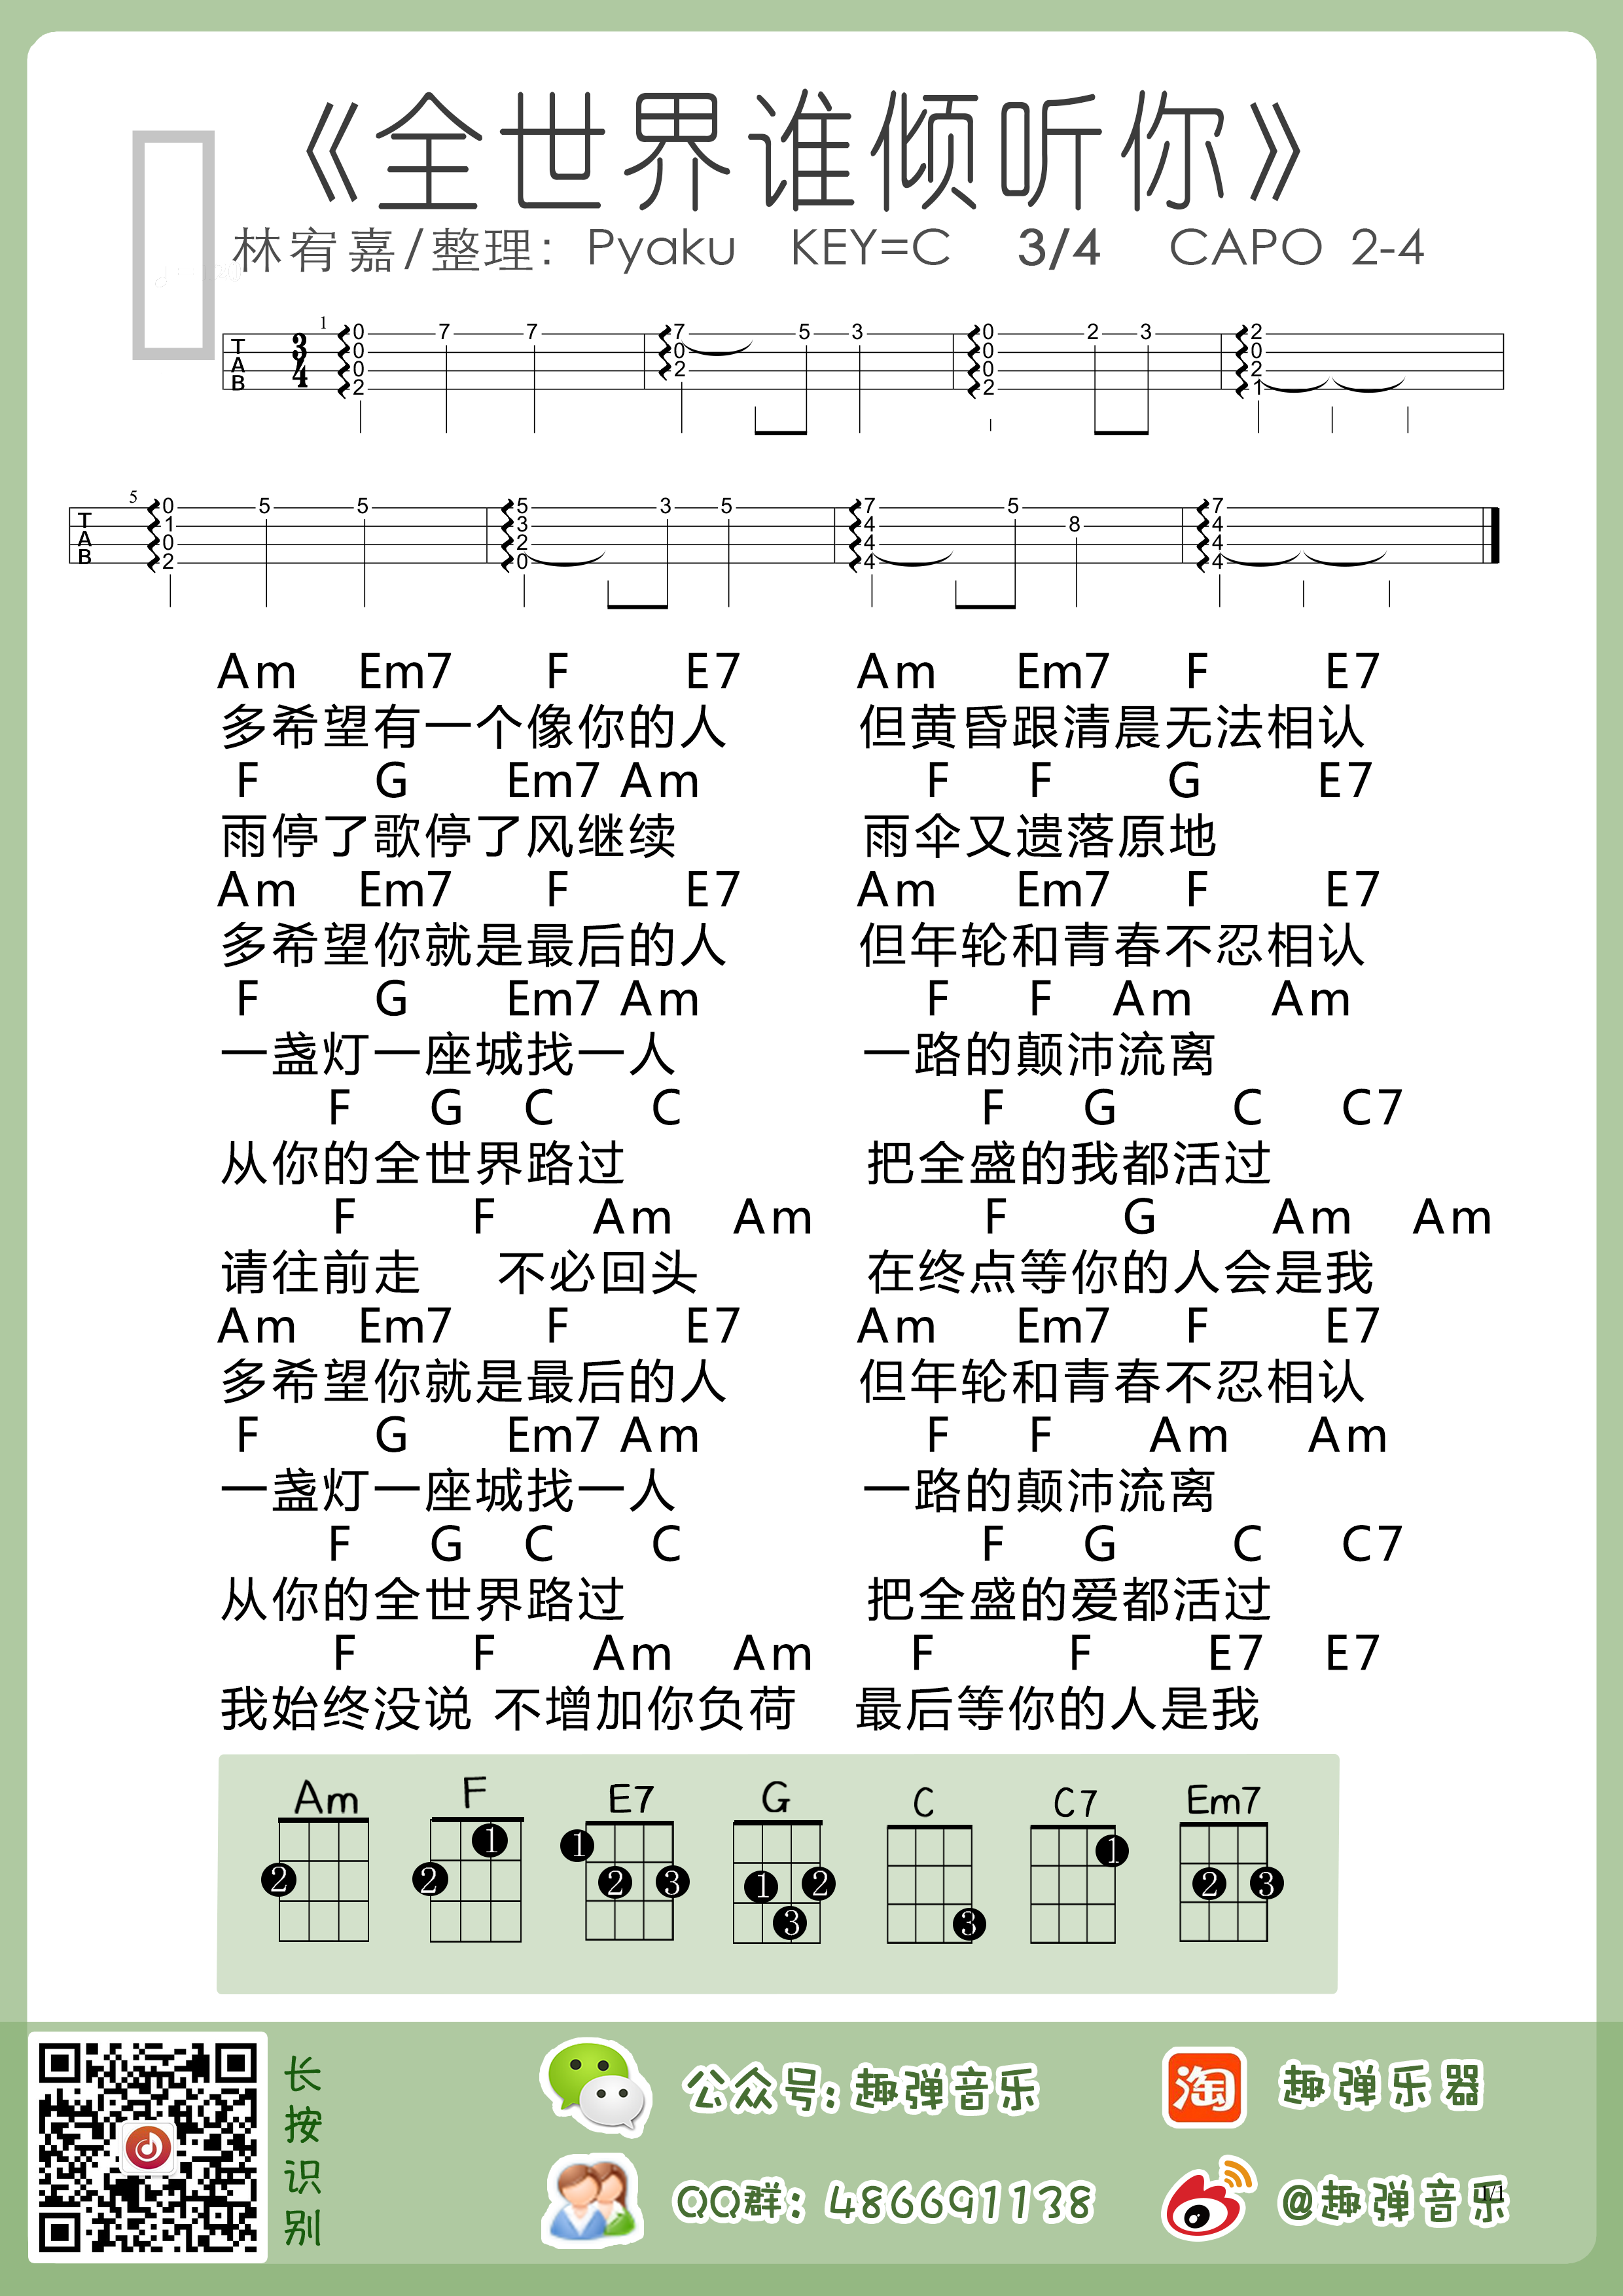 《全世界谁倾听你》
林宥嘉/整理：Pyaku KEY=C 3/4 CAPO 2-4
1
T A B 3 4 0 0 0 2 7 7 7 0 2 5 3 0 0 0 2 2 3 2 0 2 1
5
T A B 0 1 0 2 5 5 5 3 2 0 3 5 7 4 4 4 5 8 7 4 4 4
Am Em7 F E7 Am Em7 F E7
多希望有一个像你的人 但黄昏跟清晨无法相认
F G Em7 Am F F G E7
雨停了歌停了风继续 雨伞又遗落原地
Am Em7 F E7 Am Em7 F E7
多希望你就是最后的人 但年轮和青春不忍相认
F G Em7 Am F F Am Am
一盏灯一座城找一人 一路的颠沛流离
F G C C F G C C7
从你的全世界路过 把全盛的我都活过
F F Am Am F G Am Am
请往前走 不必回头 在终点等你的人会是我
Am Em7 F E7 Am Em7 F E7
多希望你就是最后的人 但年轮和青春不忍相认
F G Em7 Am F F Am Am
一盏灯一座城找一人 一路的颠沛流离
F G C C F G C C7
从你的全世界路过 把全盛的爱都活过
F F Am Am F F E7 E7
我始终没说 不增加你负荷 最后等你的人是我
Am F E7 G C C7 Em7
2 1 2 1 2 3 1 2 3 3 1 2 3
长按识别
公众号：趣弹音乐
淘 趣弹乐器
QQ群：486691138
@趣弹音乐
1/1